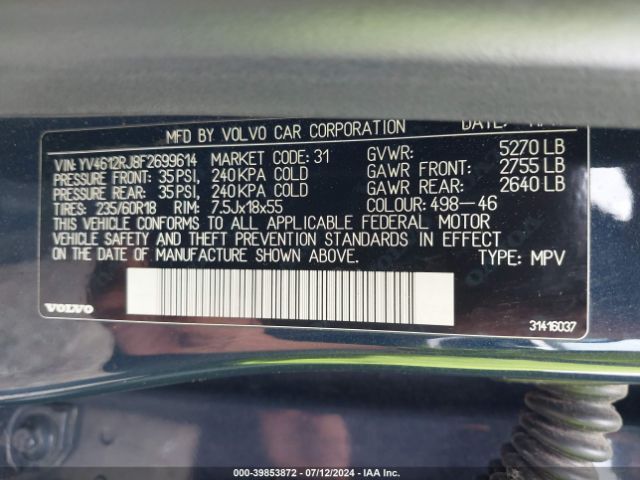 MFD BY VOLVO CAR CORPORATION DATE:
VIN: YV4612RJ8F2699614 MARKET CODE: 31 GVWR: 5270 LB
PRESSURE FRONT: 35 PSI, 240 KPA COLD GAWR FRONT: 2755 LB
PRESSURE REAR: 35 PSI, 240 KPA COLD GAWR REAR: 2640 LB
TIRES: 235/60R18 RIM: 7.5Jx18x55 COLOUR: 498-46
THIS VEHICLE CONFORMS TO ALL APPLICABLE FEDERAL MOTOR
VEHICLE SAFETY AND THEFT PREVENTION STANDARDS IN EFFECT
ON THE DATE OF MANUFACTURE SHOWN ABOVE. TYPE: MPV
VOLVO 31416037
000-39853872 / 07/12/2024 - IAA Inc.